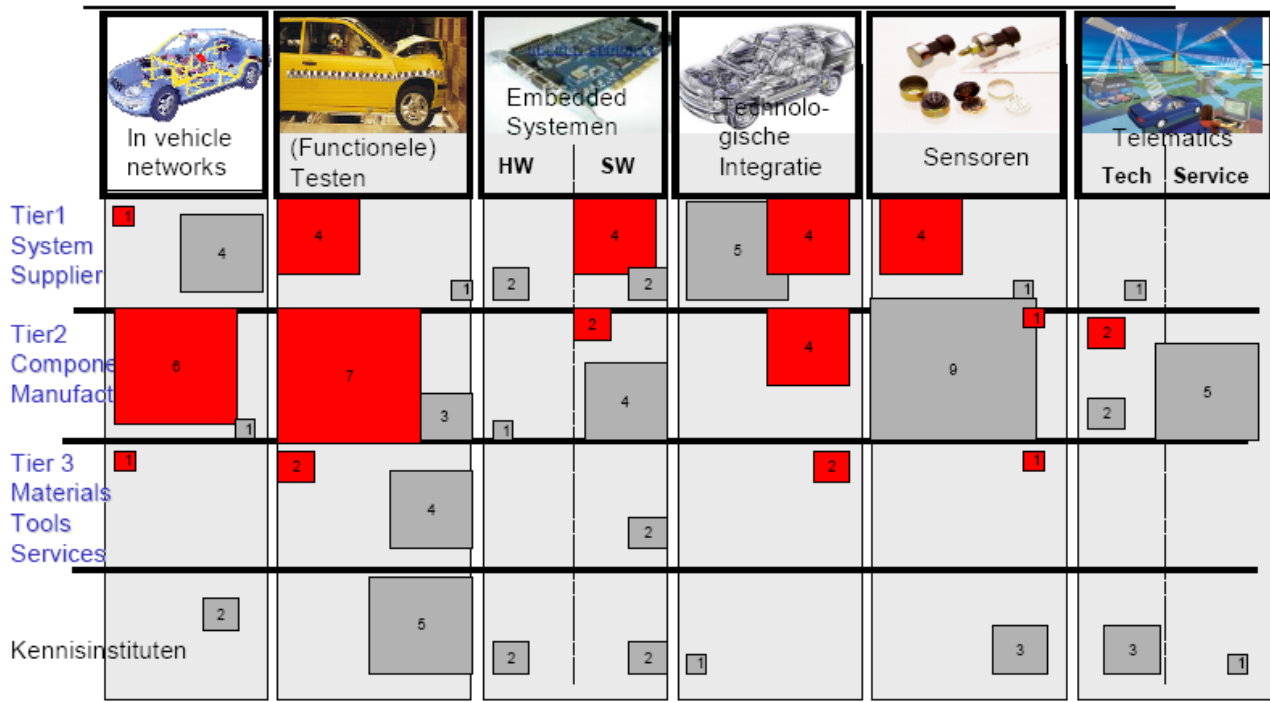 In vehicle
networks
(Functionele)
Testen
Embedded
Systemen
HW SW
Technolo-
gische
Integratie
Sensoren
Telematics
Tech Service
Tier1
System
Supplier
1
4
4
1
2
4
2
5
4
4
1
1
Tier2
Compone
Manufact
6
1
7
3
1
2
4
4
9
1
2
2
5
Tier 3
Materials
Tools
Services
1
2
4
2
2
1
Kennisinstituten
2
5
2
2
1
3
3
1